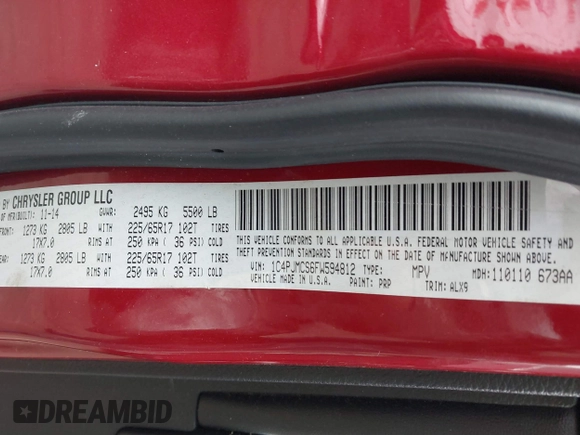 BY CHRYSLER GROUP LLC
OF MFR(BUILT): 11-14 GVWR: 2495 KG 5500 LB
FRONT: 1273 KG 2805 LB WITH 225/65R17 102T TIRES
17X7.0 RIMS AT 250 KPA ( 36 PSI) COLD
EAR: 1273 KG 2805 LB WITH 225/65R17 102T TIRES
17X7.0 RIMS AT 250 KPA ( 36 PSI) COLD
THIS VEHICLE CONFORMS TO ALL APPLICABLE U.S.A. FEDERAL MOTOR VEHICLE SAFETY AND
THEFT PREVENTION STANDARDS IN EFFECT ON THE DATE OF MANUFACTURE SHOWN ABOVE.
VIN: 1C4PJMCS6FW594812 TYPE: MPV MDH: 110110 673AA
VEHICLE MADE IN U.S.A. PAINT: PRP TRIM: ALX9
DREAMBID